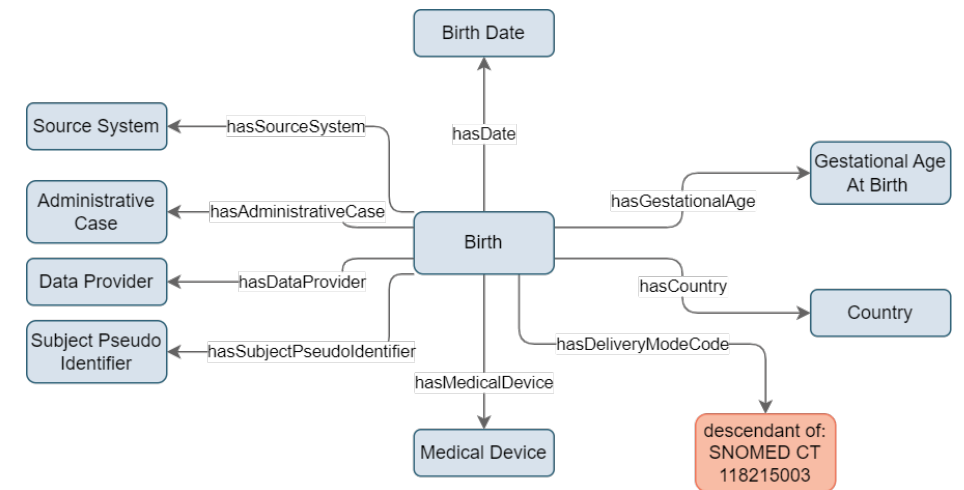 Birth Date
Source System
hasSourceSystem
hasDate
Gestational Age
At Birth
hasGestationalAge
Administrative
Case
hasAdministrativeCase
Birth
Data Provider
hasDataProvider
hasCountry
Country
Subject Pseudo
Identifier
hasSubjectPseudoIdentifier
hasDeliveryModeCode
hasMedicalDevice
Medical Device
descendant of:
SNOMED CT
118215003